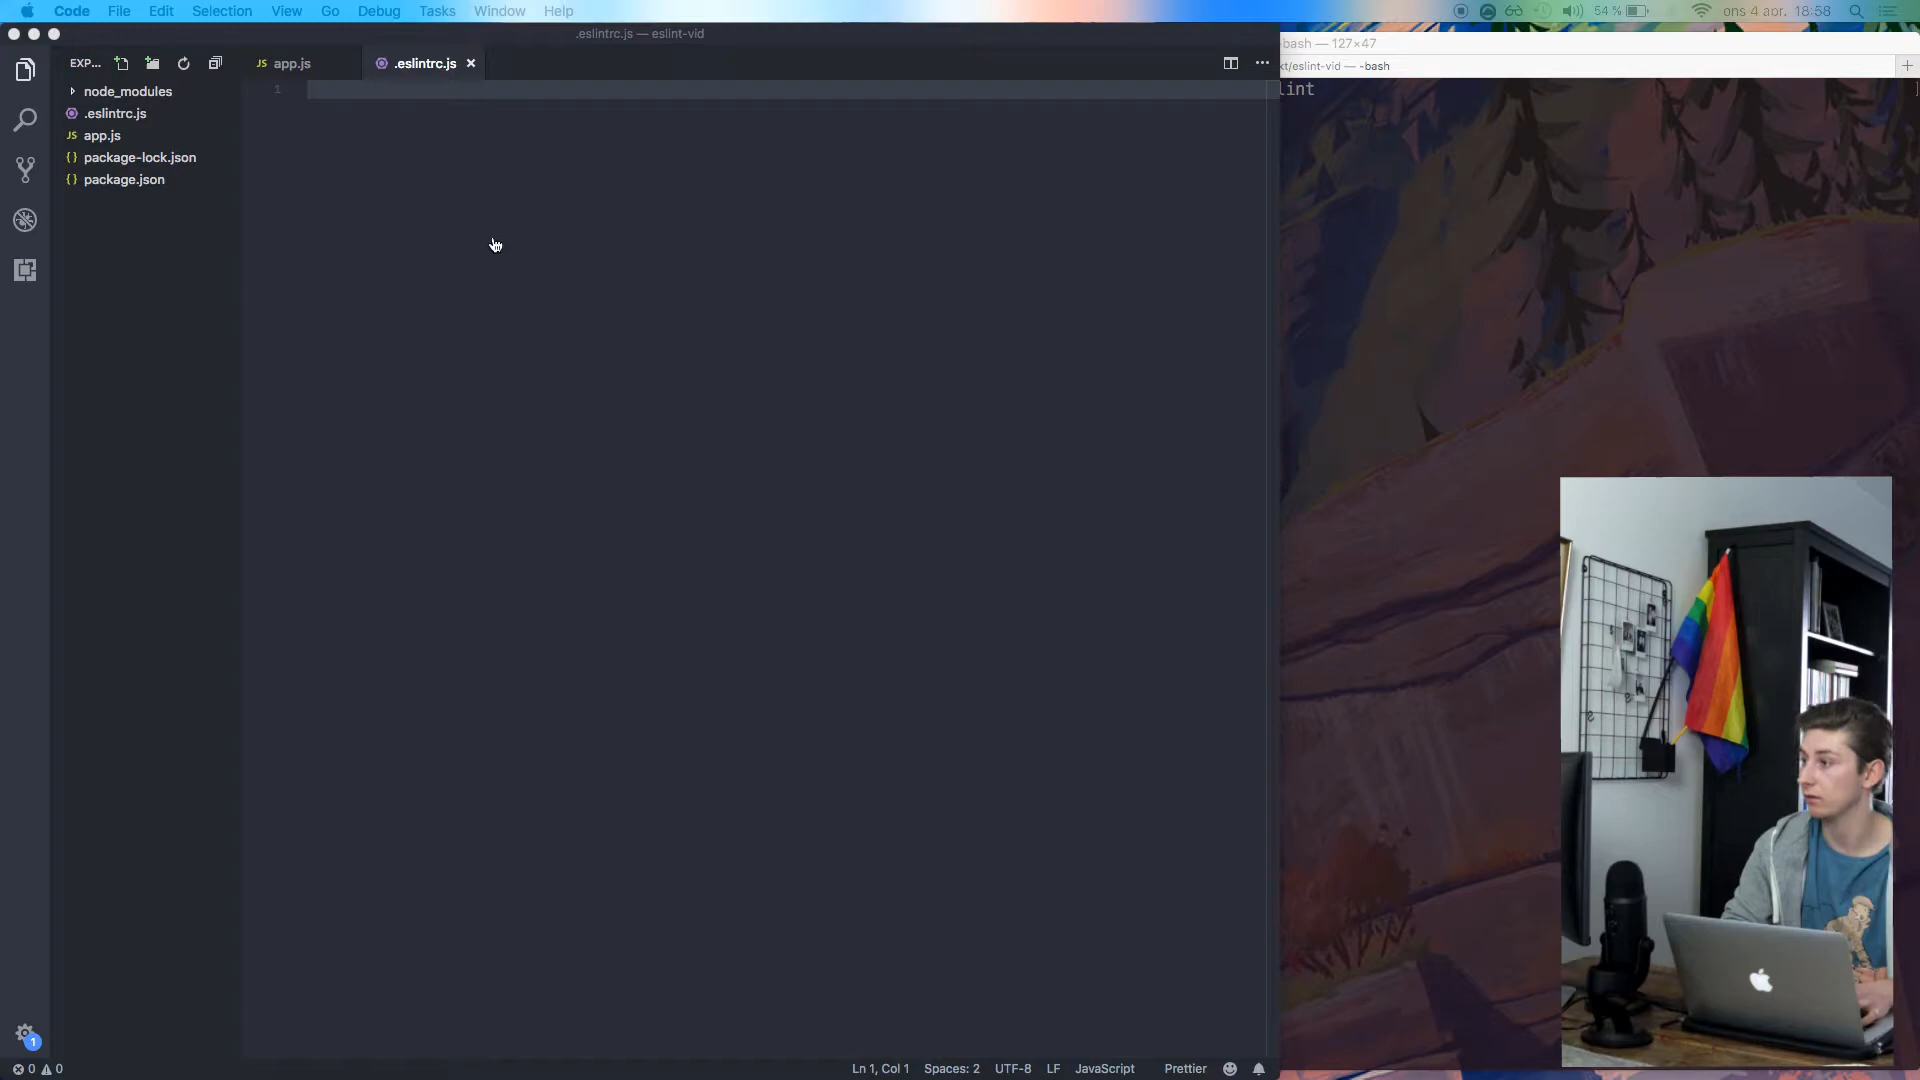 Code File Edit Selection View Go Debug Tasks Window Help
54 % ons 4 apr. 18:58
.eslintrc.js — eslint-vid
bash — 127×47
EXP...
JS app.js
.eslintrc.js
kt/eslint-vid — -bash
1
lint
node_modules
.eslintrc.js
JS app.js
{} package-lock.json
{} package.json
1
0 0
Ln 1, Col 1 Spaces: 2 UTF-8 LF JavaScript Prettier